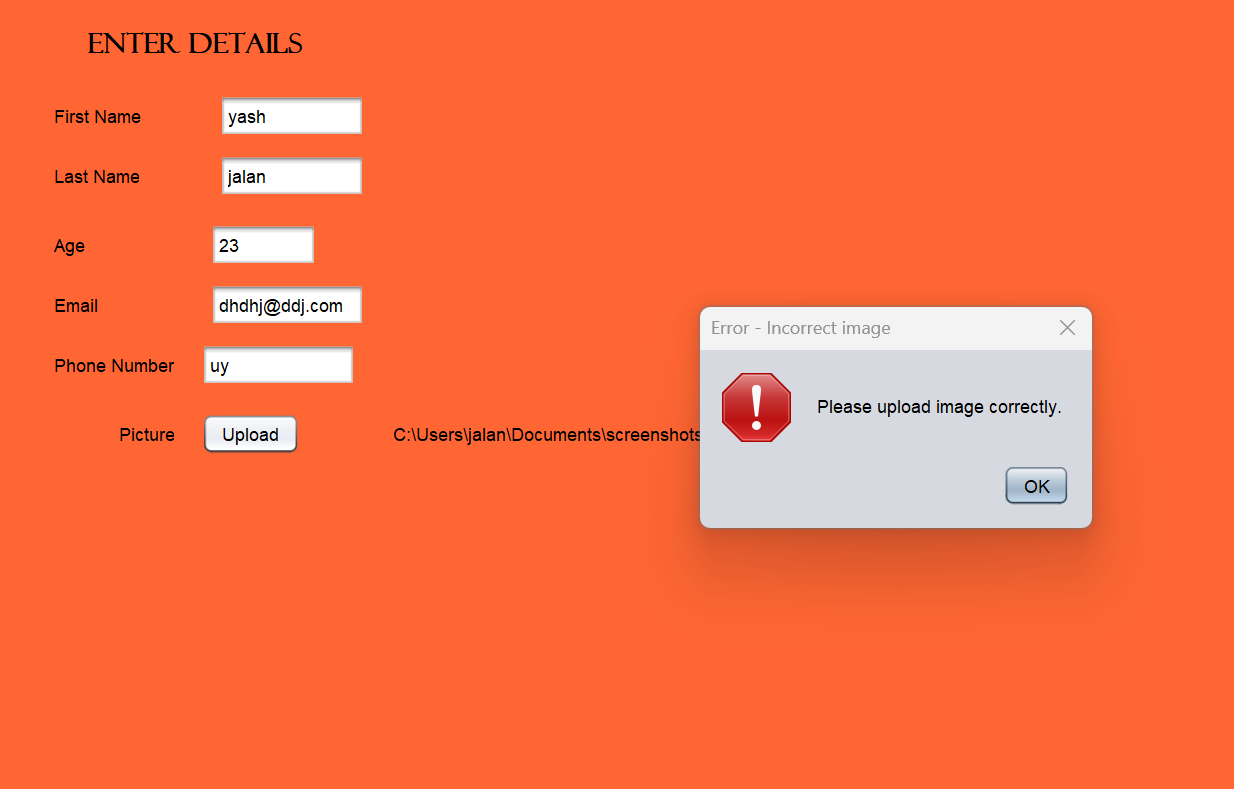 ENTER DETAILS
First Name yash
Last Name jalan
Age 23
Email dhdhj@ddj.com
Phone Number uy
Picture Upload C:\Users\jalan\Documents\screenshots
Error - Incorrect image
Please upload image correctly.
OK